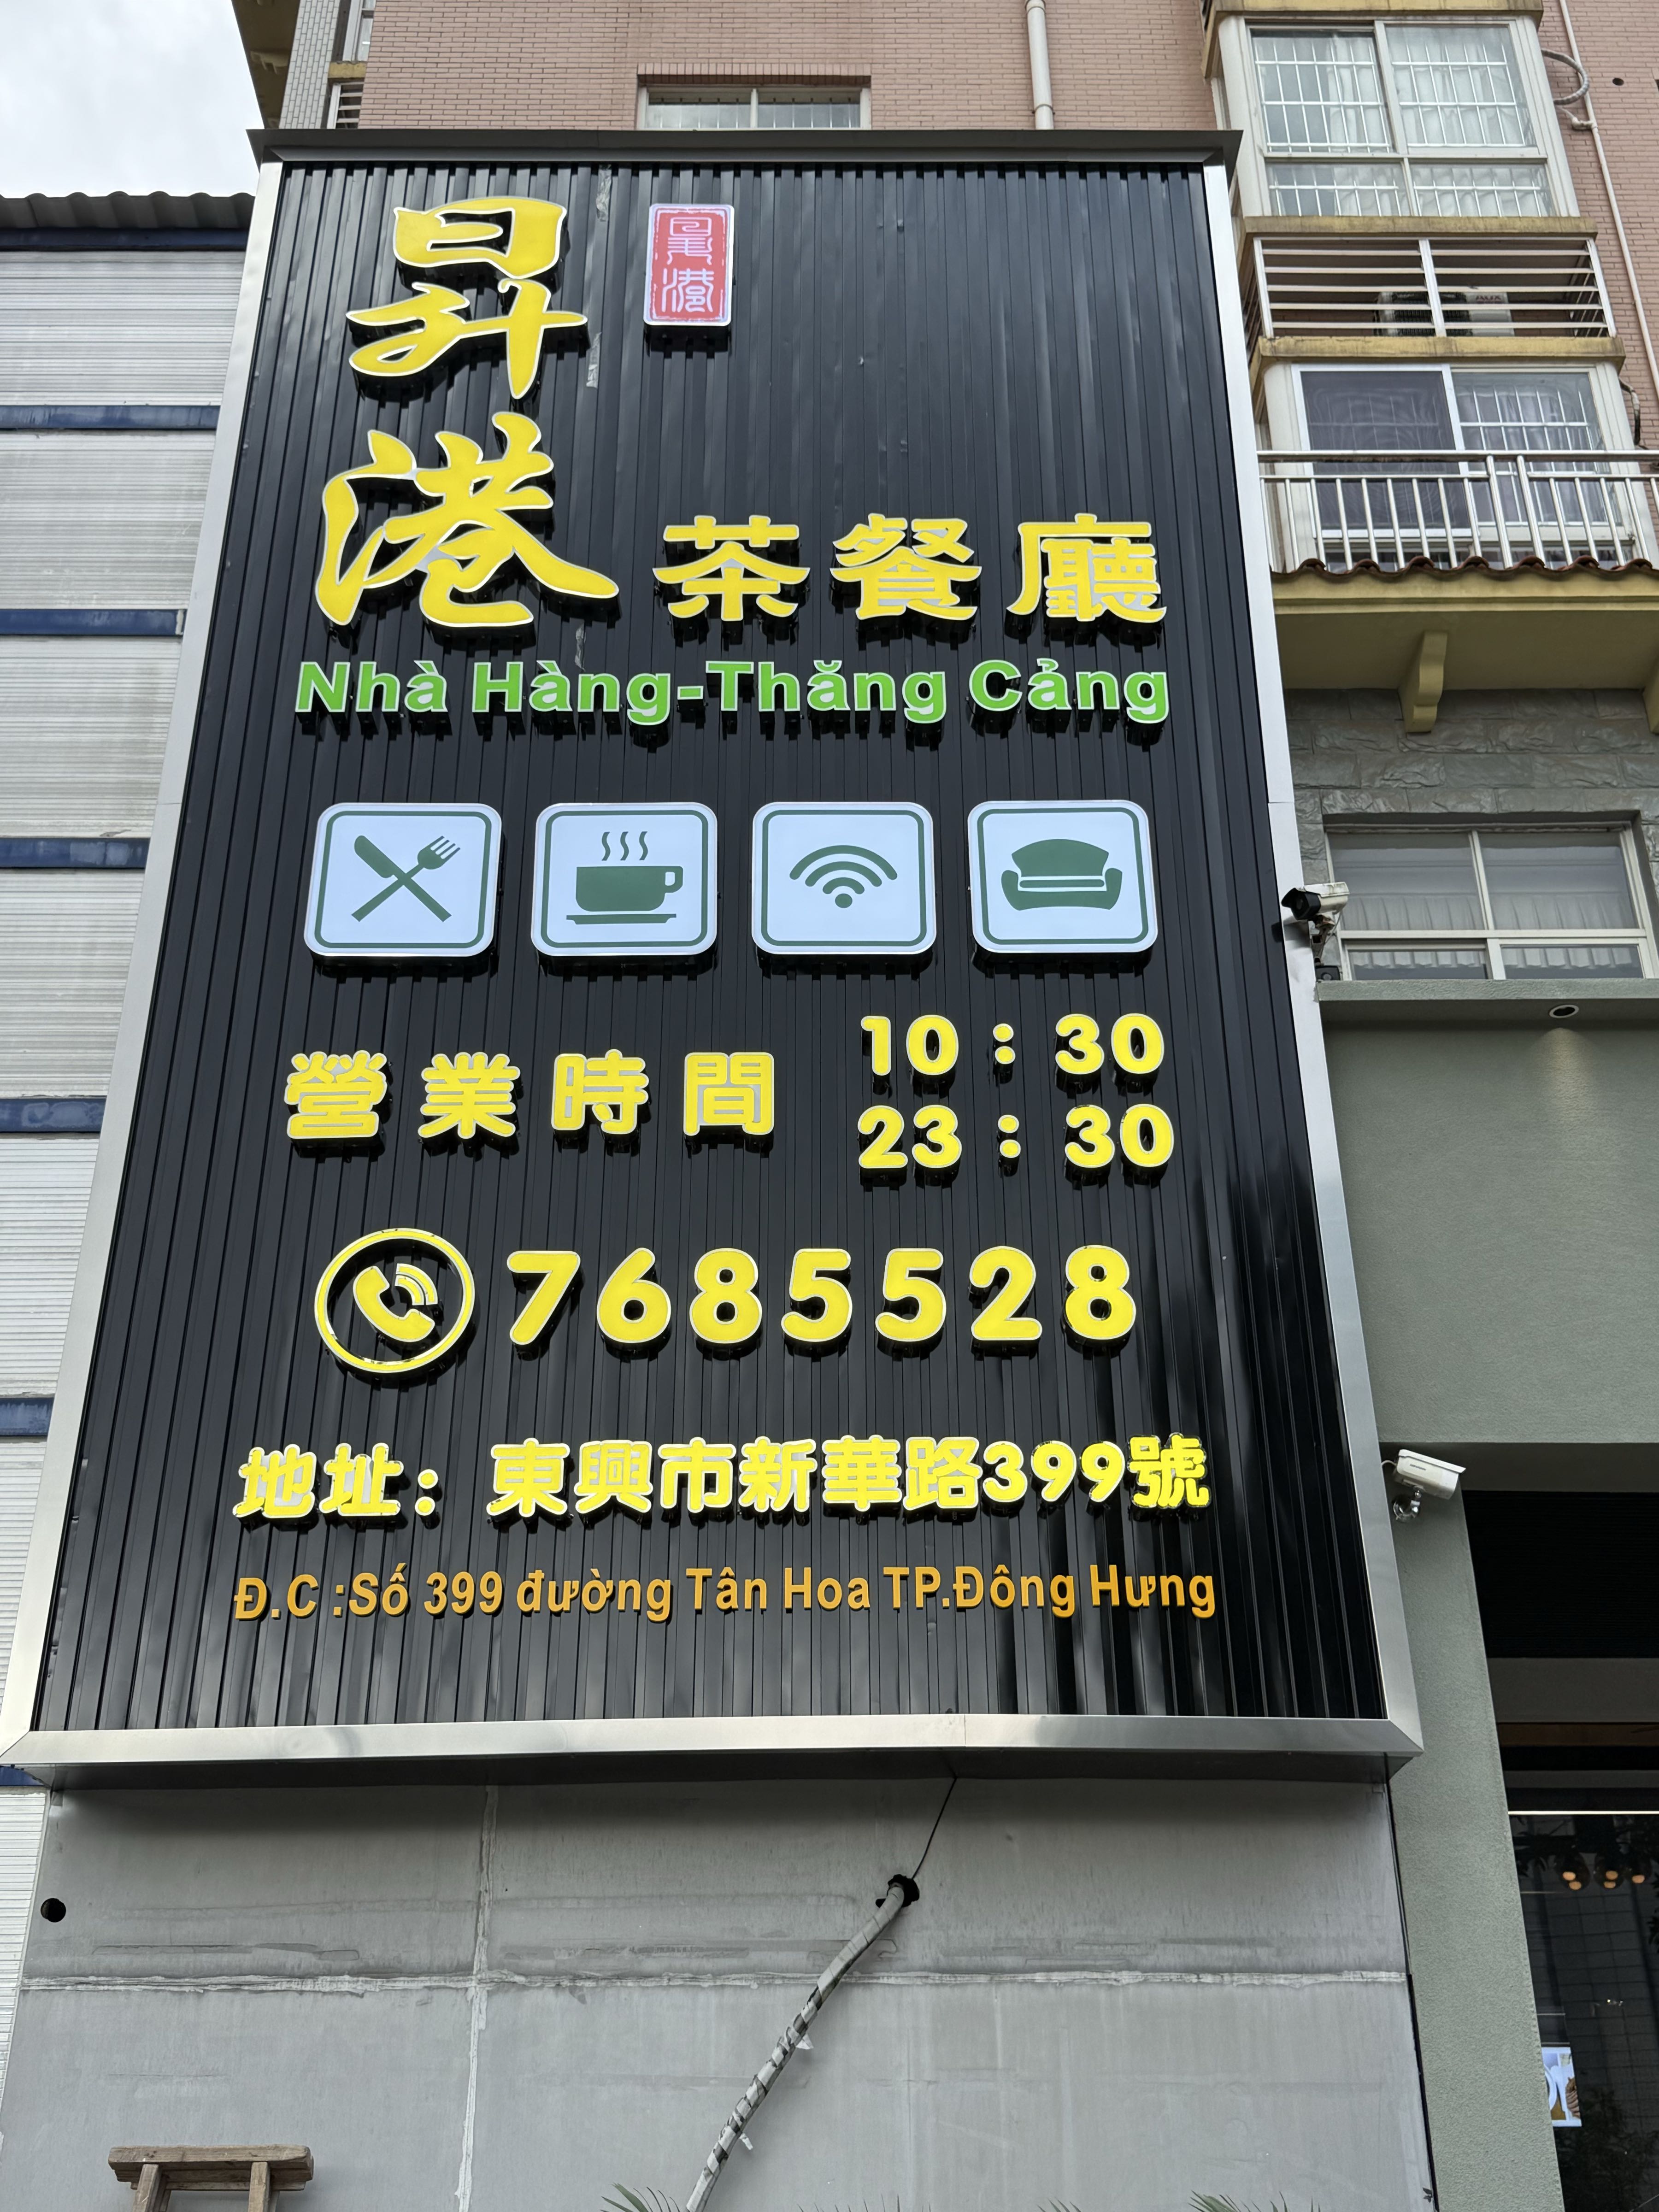 昇港
昇港
茶餐廳
Nhà Hàng-Thăng Cảng
營業時間
10：30
23：30
7685528
地址：東興市新華路399號
Đ.C :Số 399 đường Tân Hoa TP.Đông Hưng